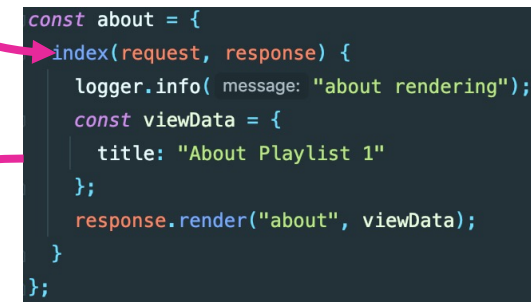 const about = {
index(request, response) {
logger.info( message: "about rendering");
const viewData = {
title: "About Playlist 1"
};
response.render("about", viewData);
}
};